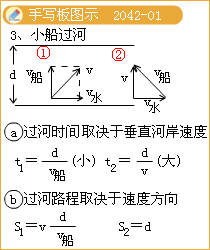 手写板图示 2042-01
3、小船过河
① ②
d v船 v v水 v船 v v水
ⓐ过河时间取决于垂直河岸速度
t1=d/v船(小) t2=d/v(大)
ⓑ过河路程取决于速度方向
S1=v d/v船 S2=d